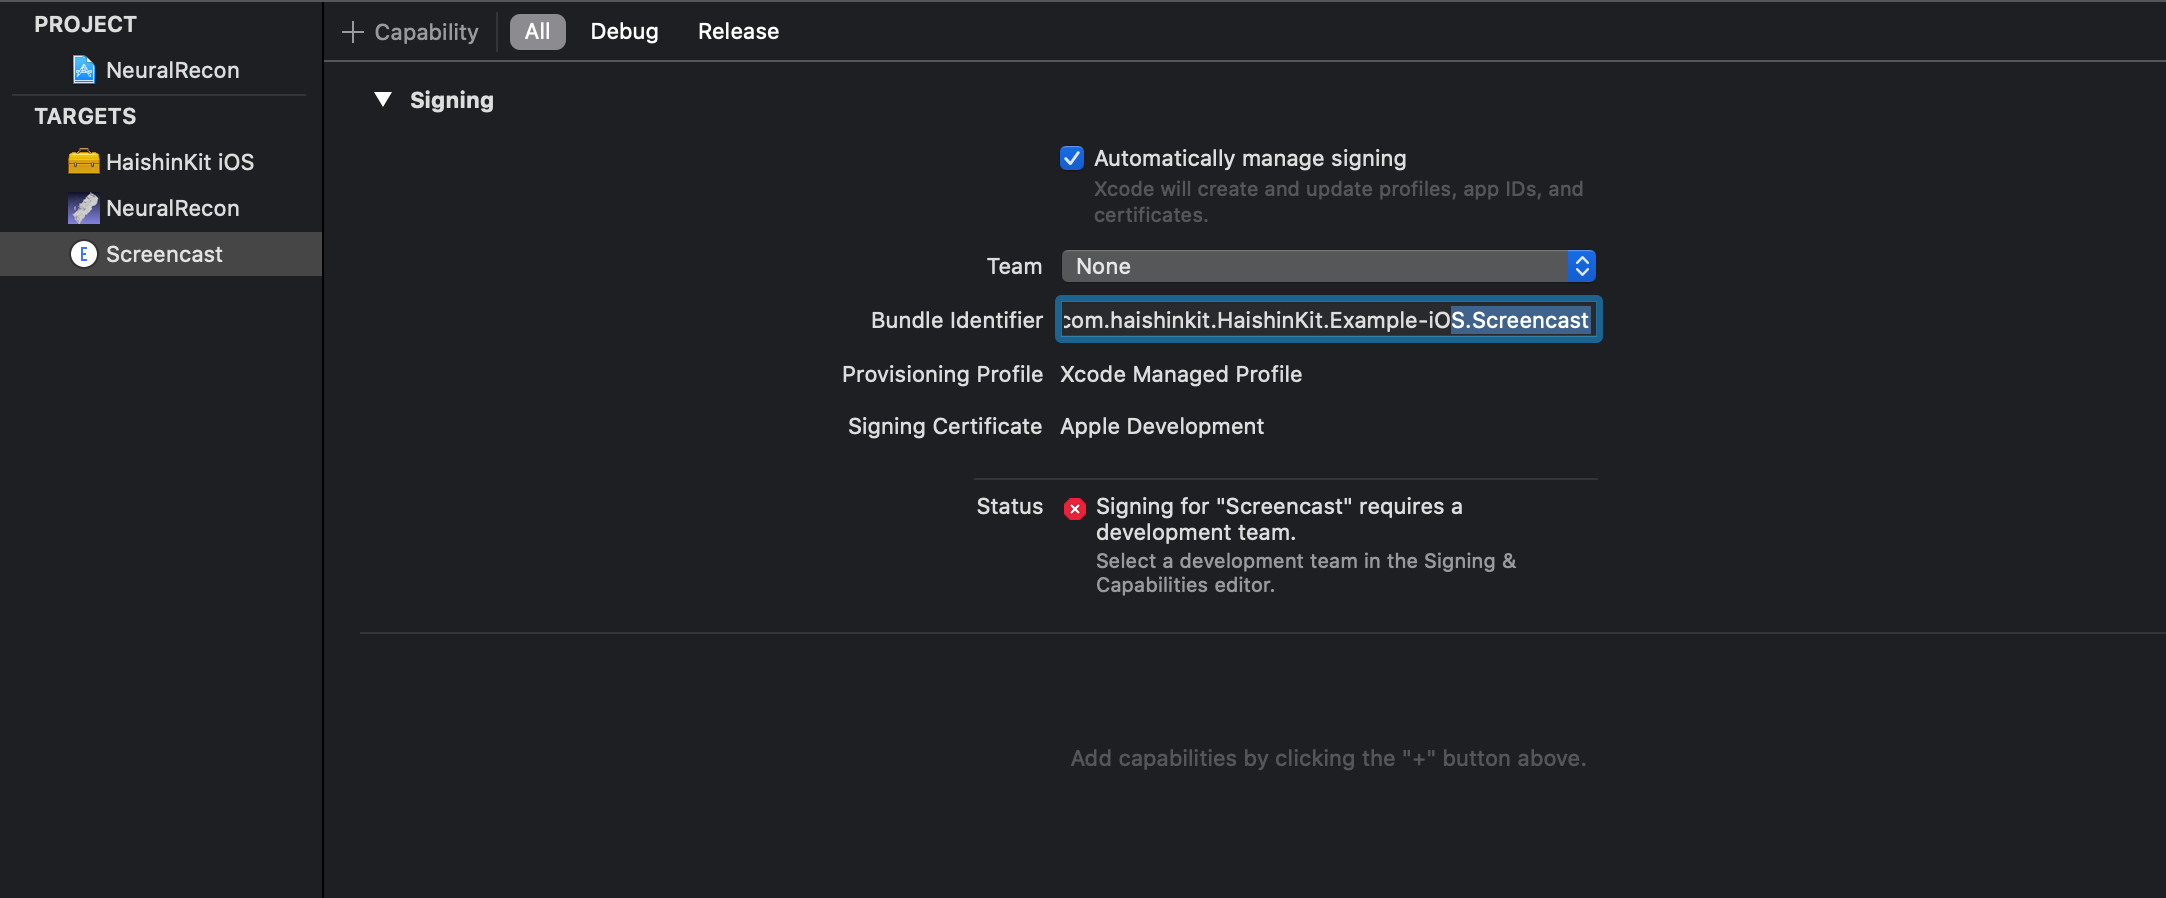 PROJECT
NeuralRecon
TARGETS
HaishinKit iOS
NeuralRecon
E Screencast
+ Capability All Debug Release
Signing
Automatically manage signing
Xcode will create and update profiles, app IDs, and
certificates.
Team None
Bundle Identifier com.haishinkit.HaishinKit.Example-iOS.Screencast
Provisioning Profile Xcode Managed Profile
Signing Certificate Apple Development
Status Signing for "Screencast" requires a
development team.
Select a development team in the Signing &
Capabilities editor.
Add capabilities by clicking the "+" button above.